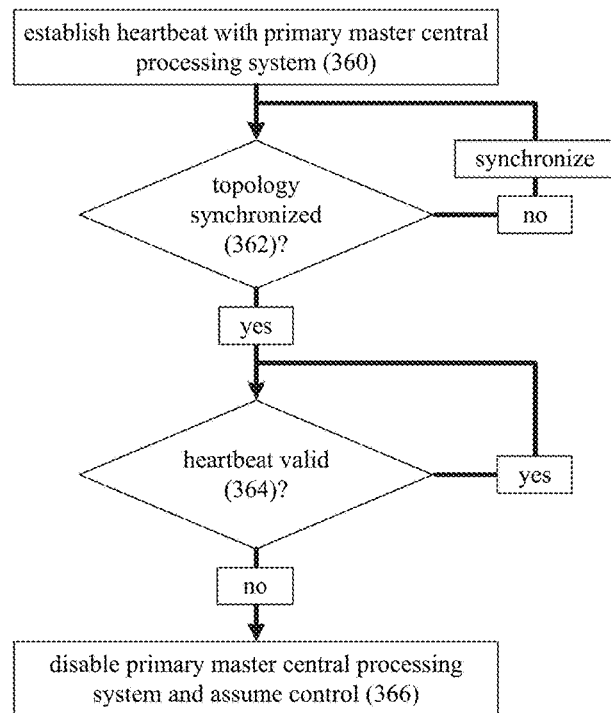 establish heartbeat with primary master central
processing system (360)
synchronize
topology
synchronized
(362)?
no
yes
heartbeat valid
(364)?
yes
no
disable primary master central processing
system and assume control (366)